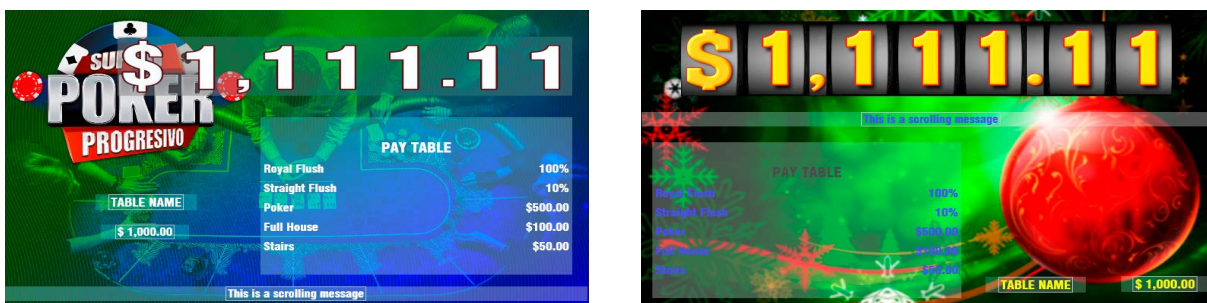 $1,111.11
SUPER
POKER
PROGRESIVO
PAY TABLE
Royal Flush 100%
Straight Flush 10%
Poker $500.00
Full House $100.00
Stairs $50.00
TABLE NAME
$ 1,000.00
This is a scrolling message
$1,111.11
This is a scrolling message
PAY TABLE
Royal Flush 100%
Straight Flush 10%
Poker $500.00
Full House $100.00
Stairs $50.00
TABLE NAME
$ 1,000.00